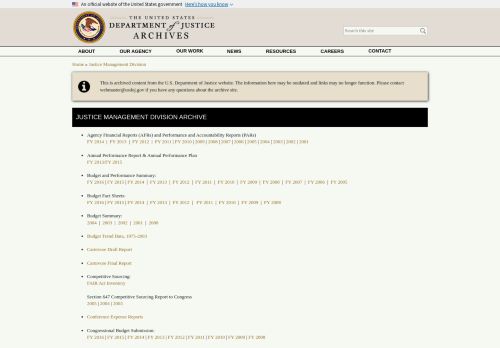 An official website of the United States government Here's how you know
THE UNITED STATES
DEPARTMENT of JUSTICE
ARCHIVES
Search this site
ABOUT OUR AGENCY OUR WORK NEWS RESOURCES CAREERS CONTACT
Home » Justice Management Division
This is archived content from the U.S. Department of Justice website. The information here may be outdated and links may no longer function. Please contact
webmaster@usdoj.gov if you have any questions about the archive site.
JUSTICE MANAGEMENT DIVISION ARCHIVE
Agency Financial Reports (AFRs) and Performance and Accountability Reports (PARs)
FY 2014 | FY 2013 | FY 2012 | FY 2011 | FY 2010 | 2009 | 2008 | 2007 | 2006 | 2005 | 2004 | 2003 | 2002 | 2001
Annual Performance Report & Annual Performance Plan
FY 2013/FY 2015
Budget and Performance Summary:
FY 2016 | FY 2015 | FY 2014 | FY 2013 | FY 2012 | FY 2011 | FY 2010 | FY 2009 | FY 2008 | FY 2007 | FY 2006 | FY 2005
Budget Fact Sheets:
FY 2016 | FY 2015 | FY 2014 | FY 2013 | FY 2012 | FY 2011 | FY 2010 | FY 2009 | FY 2008
Budget Summary:
2004 | 2003 | 2002 | 2001 | 2000
Budget Trend Data, 1975-2003
Carryover Draft Report
Carryover Final Report
Competitive Sourcing:
FAIR Act Inventory
Section 647 Competitive Sourcing Report to Congress
2005 | 2004 | 2003
Conference Expense Reports
Congressional Budget Submission:
FY 2016 | FY 2015 | FY 2014 | FY 2013 | FY 2012 | FY 2011 | FY 2010 | FY 2009 | FY 2008